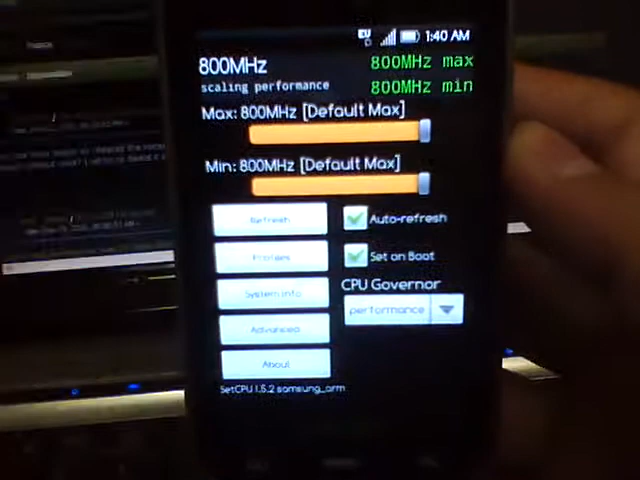 1:40 AM
800MHz
800MHz max
scaling performance
800MHz min
Max: 800MHz [Default Max]
Min: 800MHz [Default Max]
Refresh
Auto-refresh
Profiles
Set on Boot
System Info
CPU Governor
performance
Advanced
About
SetCPU 1.5.2 samsung_arm